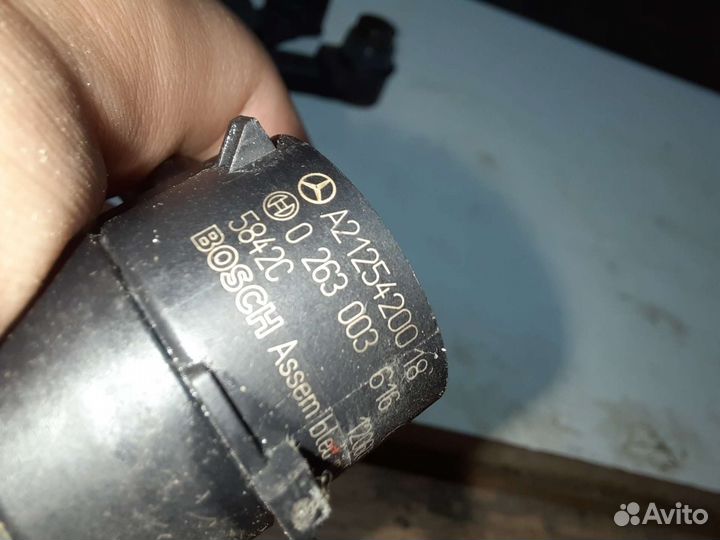 A2125420018
0 263 003 616
5842C
BOSCH Assembled
Avito